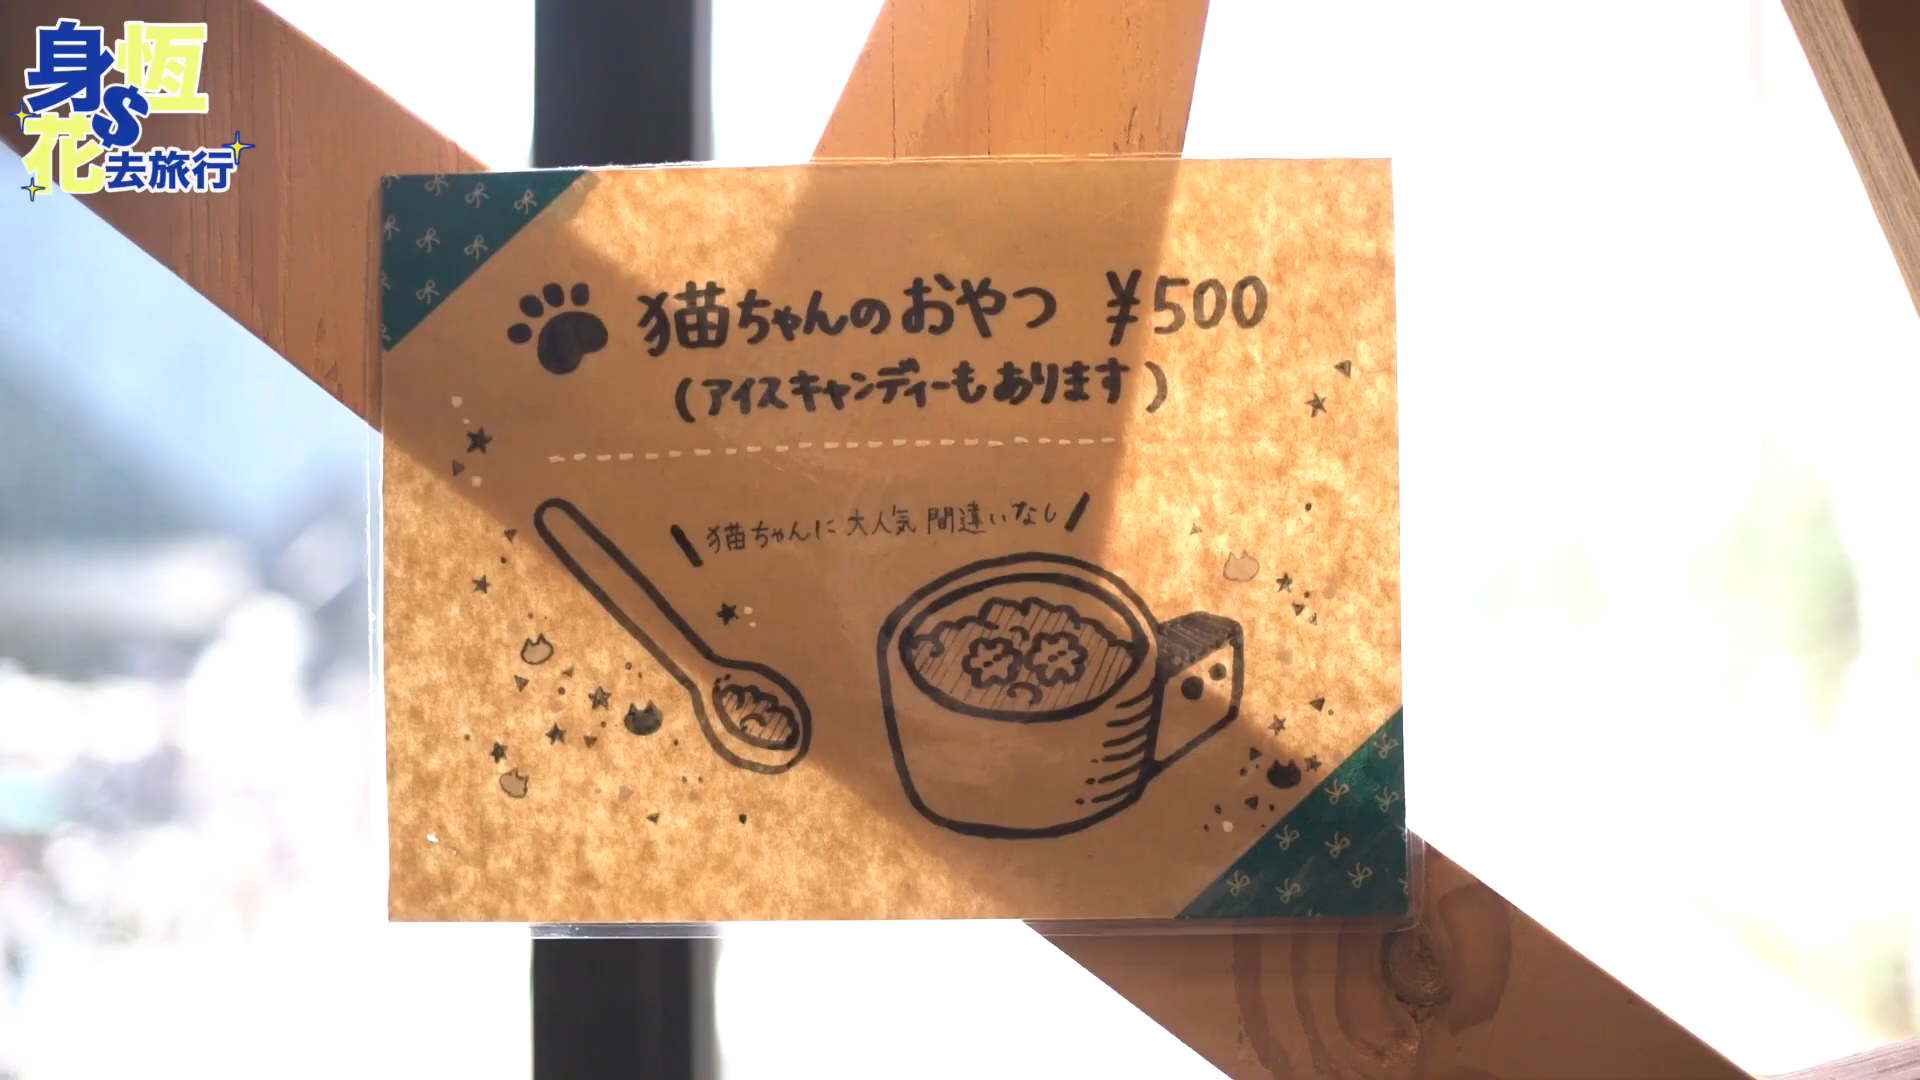 身恆
S
花去旅行
猫ちゃんのおやつ ¥500
(アイスキャンディーもあります)
猫ちゃんに大人気間違いなし